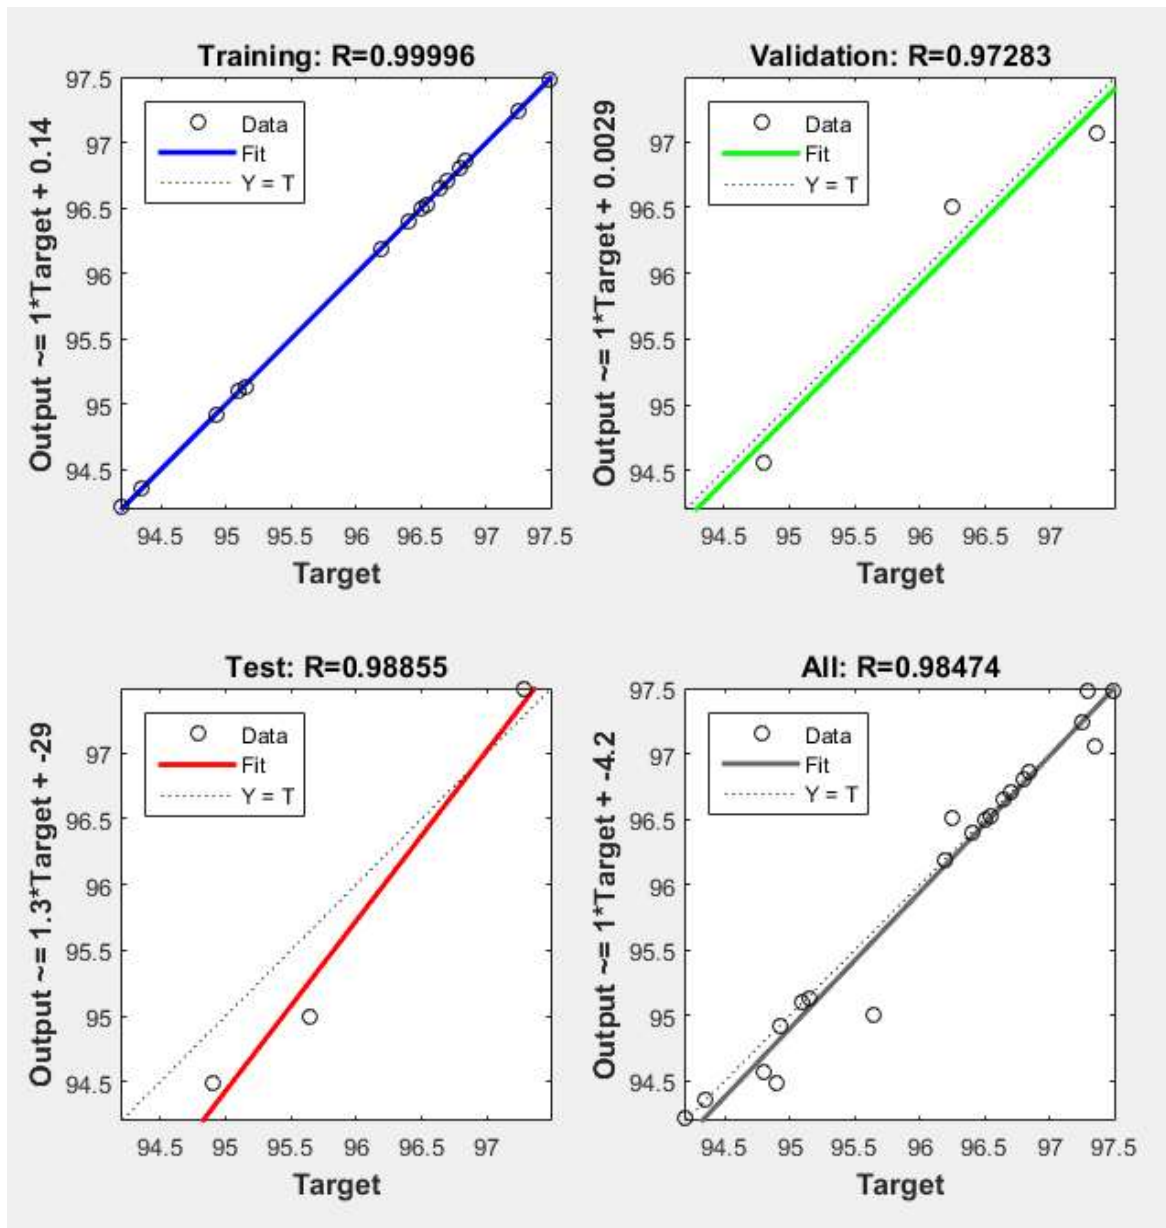 Training: R=0.99996
Output ~= 1*Target + 0.14
97.5
97
96.5
96
95.5
95
94.5
Data
Fit
Y = T
94.5 95 95.5 96 96.5 97 97.5
Target
Validation: R=0.97283
Output ~= 1*Target + 0.0029
97
96.5
96
95.5
95
94.5
Data
Fit
Y = T
94.5 95 95.5 96 96.5 97
Target
Test: R=0.98855
Output ~= 1.3*Target + -29
97
96.5
96
95.5
95
94.5
Data
Fit
Y = T
94.5 95 95.5 96 96.5 97
Target
All: R=0.98474
Output ~= 1*Target + -4.2
97.5
97
96.5
96
95.5
95
94.5
Data
Fit
Y = T
94.5 95 95.5 96 96.5 97 97.5
Target